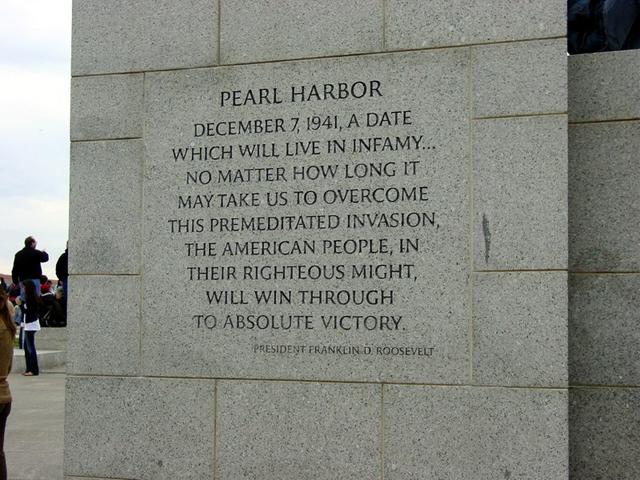 PEARL HARBOR
DECEMBER 7, 1941, A DATE
WHICH WILL LIVE IN INFAMY...
NO MATTER HOW LONG IT
MAY TAKE US TO OVERCOME
THIS PREMEDITATED INVASION,
THE AMERICAN PEOPLE, IN
THEIR RIGHTEOUS MIGHT,
WILL WIN THROUGH
TO ABSOLUTE VICTORY.
PRESIDENT FRANKLIN D. ROOSEVELT